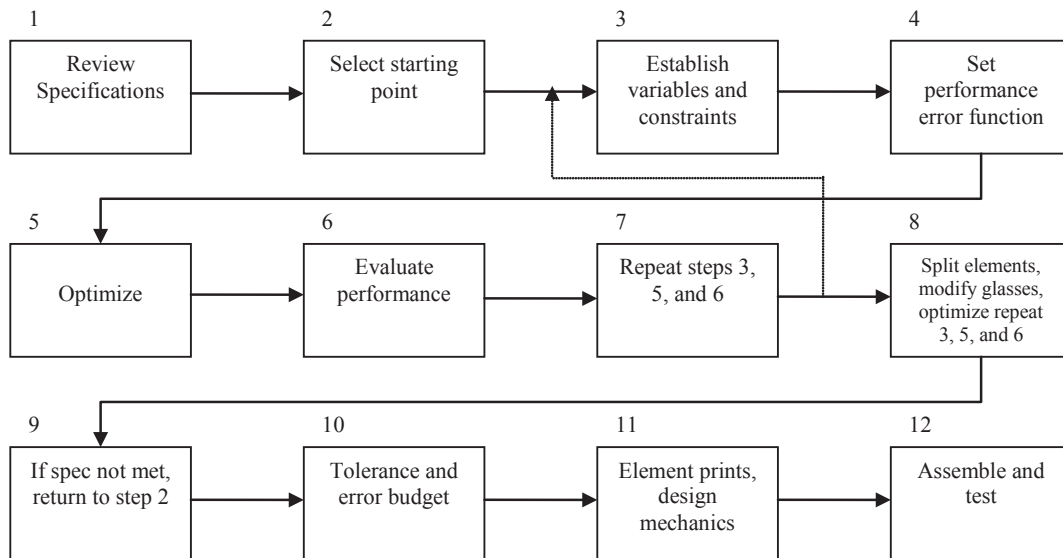 1
2
3
4
Review
Specifications
Select starting
point
Establish
variables and
constraints
Set
performance
error function
5
6
7
8
Optimize
Evaluate
performance
Repeat steps 3,
5, and 6
Split elements,
modify glasses,
optimize repeat
3, 5, and 6
9
10
11
12
If spec not met,
return to step 2
Tolerance and
error budget
Element prints,
design
mechanics
Assemble and
test